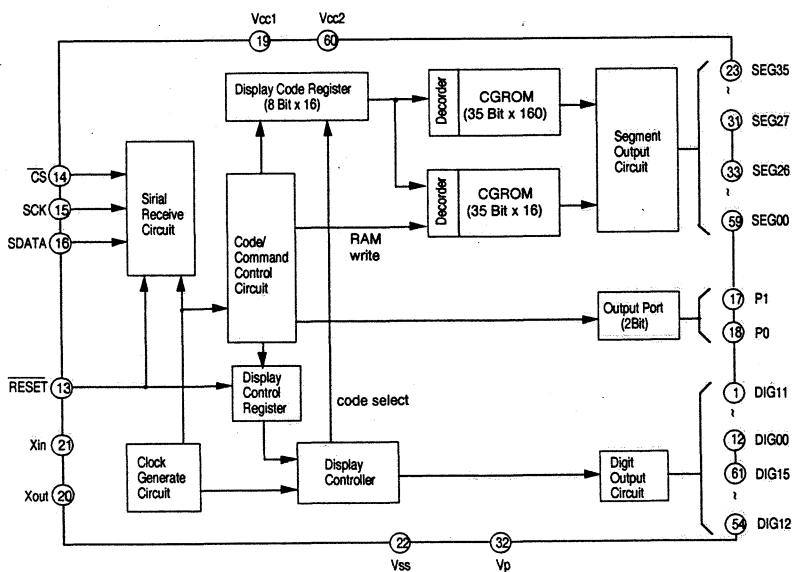 Vcc1
Vcc2
19
60
Display Code Register
(8 Bit x 16)
Decorder
CGROM
(35 Bit x 160)
Segment
Output
Circuit
23
SEG35
~
31
SEG27
33
SEG26
~
59
SEG00
CS
14
SCK
15
SDATA
16
Sirial
Receive
Circuit
Code/
Command
Control
Circuit
Decorder
CGROM
(35 Bit x 16)
RAM
write
Output Port
(2Bit)
17
P1
18
P0
RESET
13
Display
Control
Register
code select
1
DIG11
~
12
DIG00
61
DIG15
~
54
DIG12
Xin
21
Xout
20
Clock
Generate
Circuit
Display
Controller
Digit
Output
Circuit
22
32
Vss
Vp